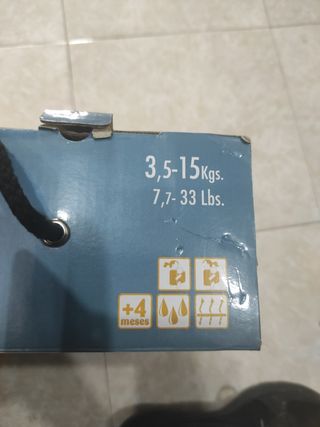 3,5-15Kgs.
7,7- 33 Lbs.
+4
meses